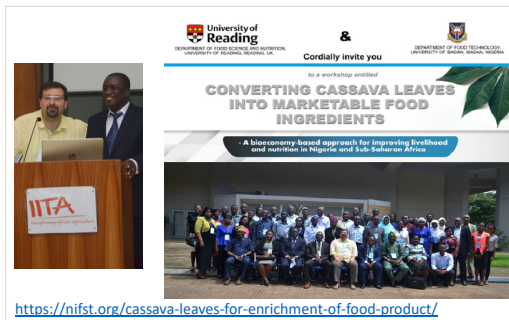 University of
Reading
DEPARTMENT OF FOOD SCIENCE AND NUTRITION,
UNIVERSITY OF READING, READING. UK.
&
Cordially invite you
DEPARTMENT OF FOOD TECHNOLOGY,
UNIVERSITY OF IBADAN, IBADAN, NIGERIA
to a workshop entitled
CONVERTING CASSAVA LEAVES
INTO MARKETABLE FOOD
INGREDIENTS
- A bioeconomy-based approach for improving livelihood
and nutrition in Nigeria and Sub-Saharan Africa
IITA
Transforming African Agriculture
https://nifst.org/cassava-leaves-for-enrichment-of-food-product/